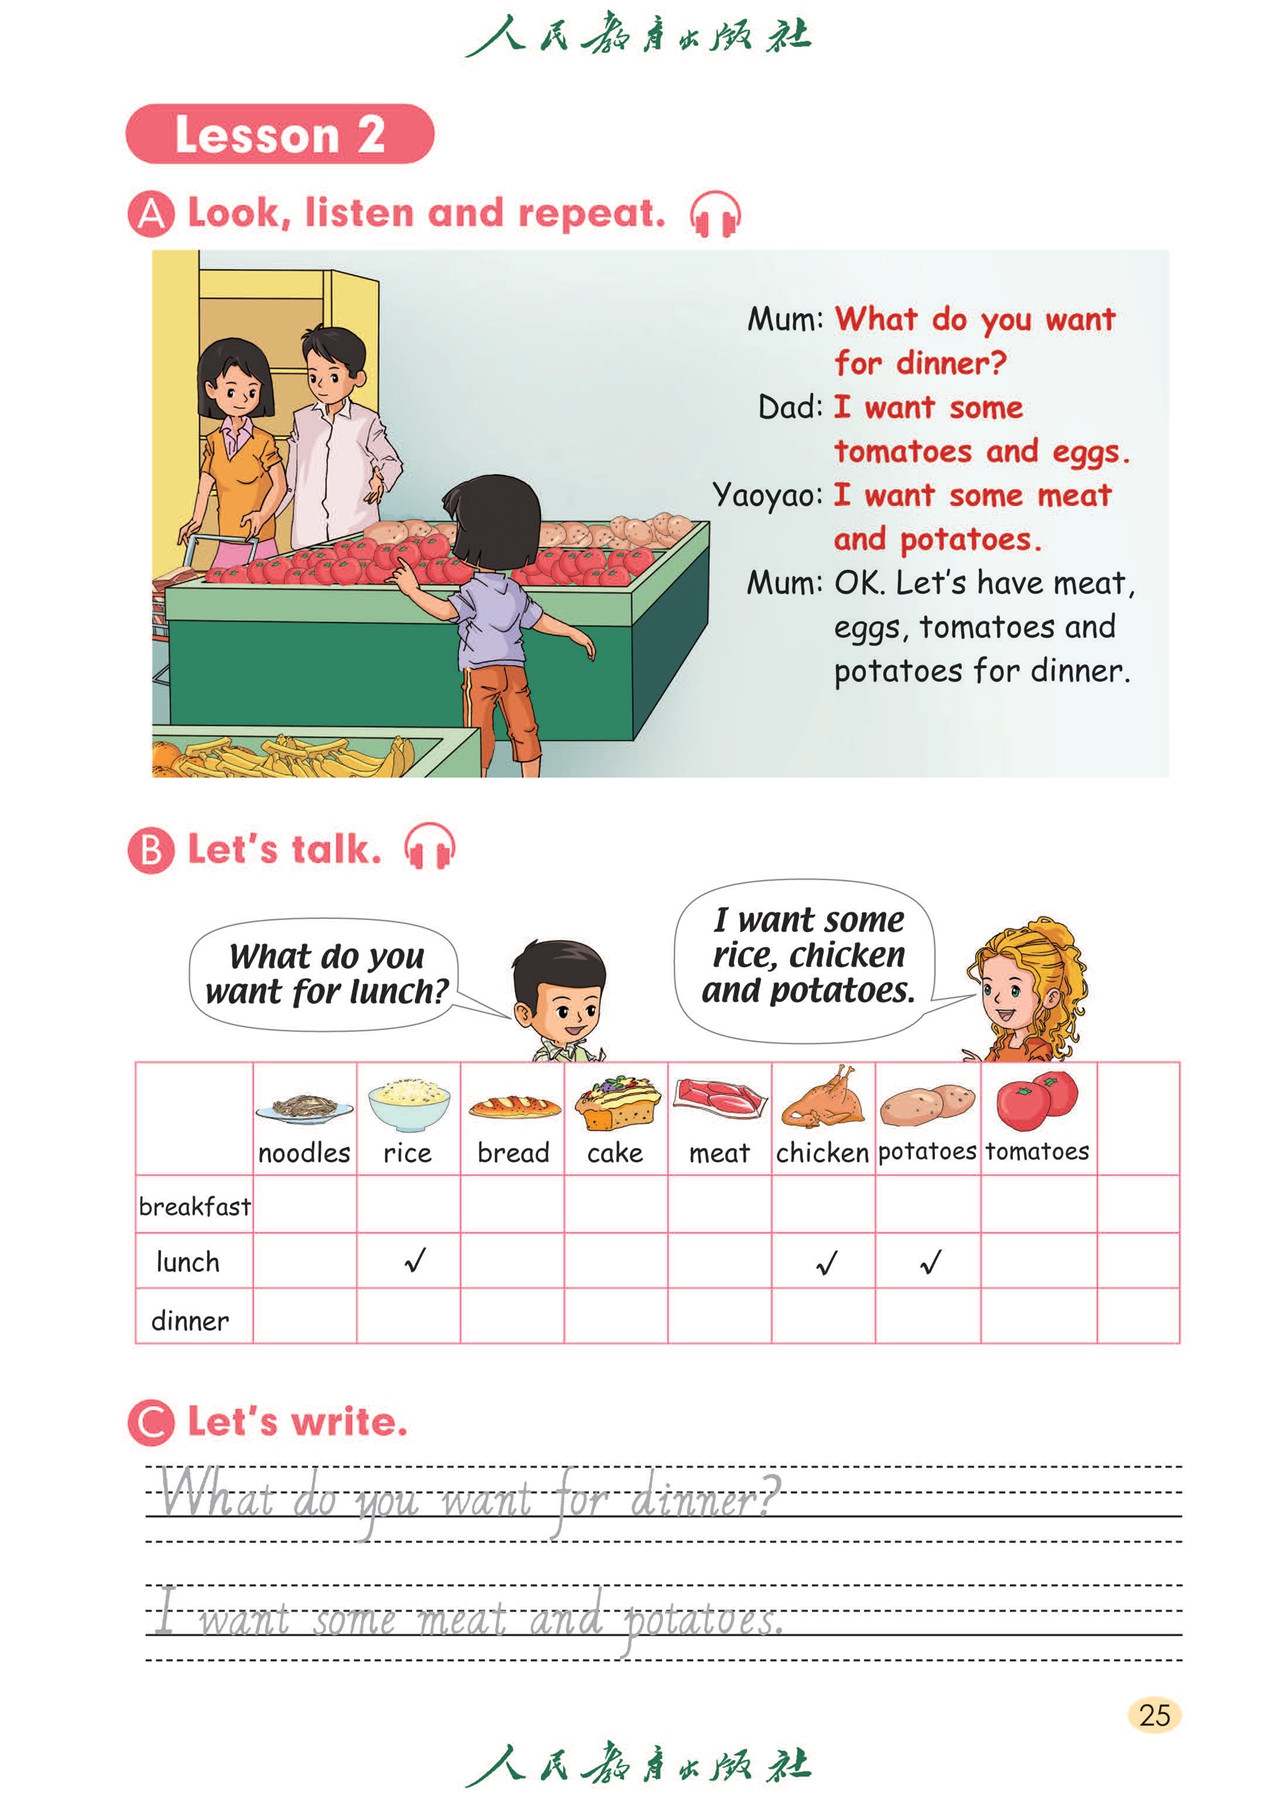 人民教育出版社
Lesson 2
A Look, listen and repeat.
Mum: What do you want
for dinner?
Dad: I want some
tomatoes and eggs.
Yaoyao: I want some meat
and potatoes.
Mum: OK. Let's have meat,
eggs, tomatoes and
potatoes for dinner.
B Let's talk.
What do you
want for lunch?
I want some
rice, chicken
and potatoes.
noodles rice bread cake meat chicken potatoes tomatoes
breakfast
lunch √ √ √
dinner
C Let's write.
What do you want for dinner?
I want some meat and potatoes.
25
人民教育出版社